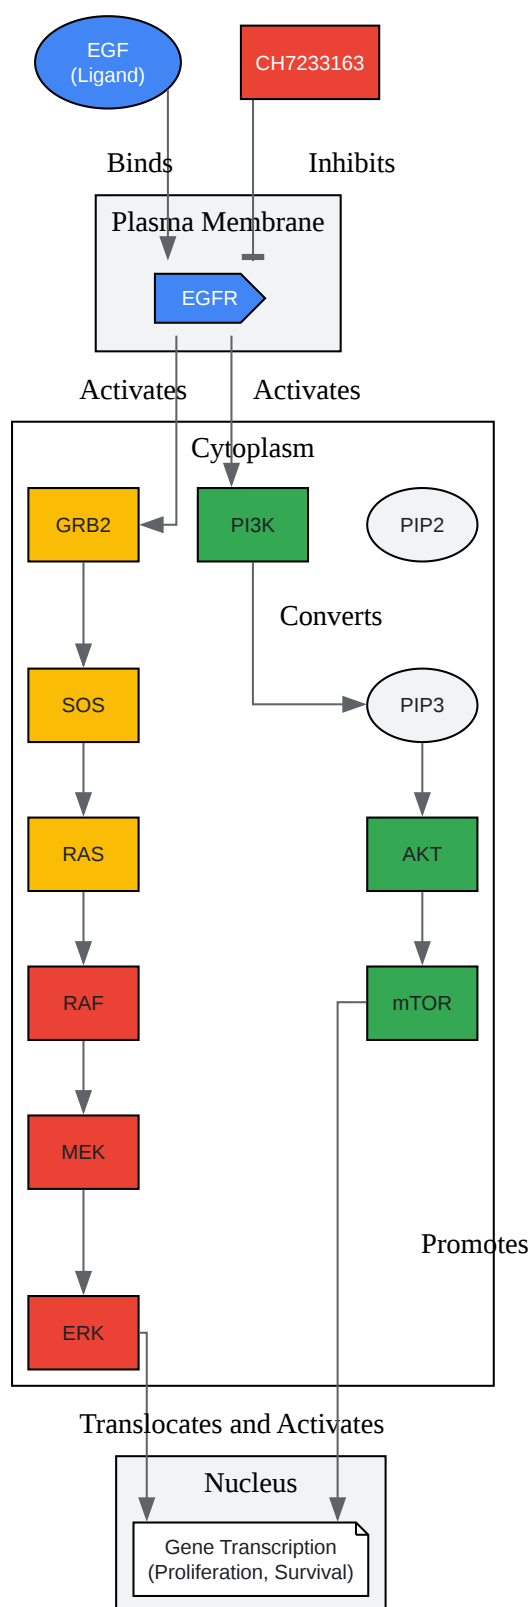 EGF
(Ligand)
CH7233163
Binds
Inhibits
Plasma Membrane
EGFR
Activates
Activates
Cytoplasm
GRB2
PI3K
PIP2
Converts
SOS
PIP3
RAS
AKT
RAF
mTOR
MEK
Promotes
ERK
Translocates and Activates
Nucleus
Gene Transcription
(Proliferation, Survival)